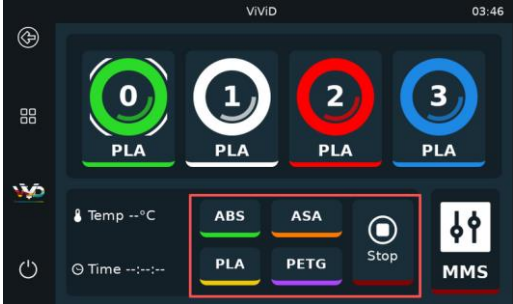 ViViD 03:46
0 1 2 3
PLA PLA PLA PLA
Temp --°C ABS ASA
Stop
Time --:--:-- PLA PETG
MMS
ViViD